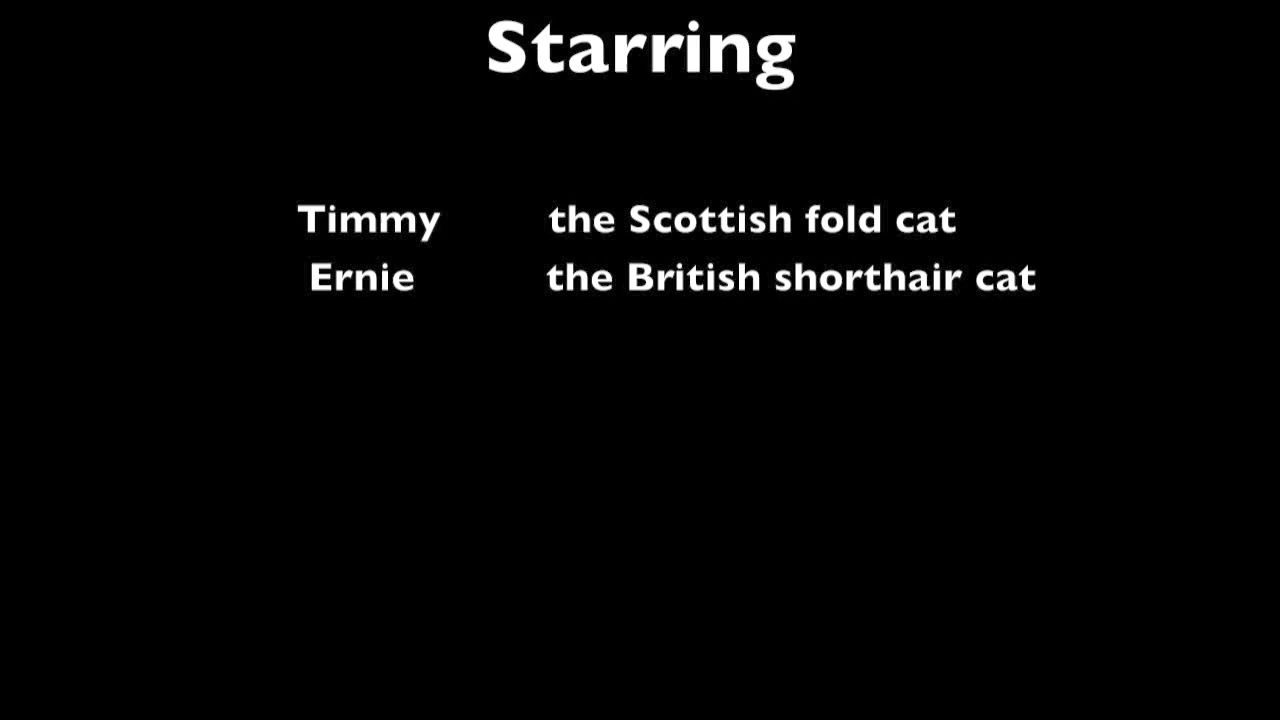 Starring
Timmy the Scottish fold cat
Ernie the British shorthair cat